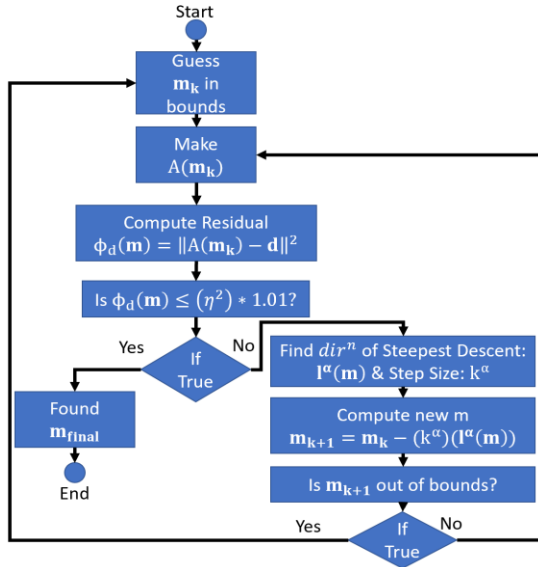 Start
Guess
m_k in
bounds
Make
A(m_k)
Compute Residual
ϕ_d(m) = ‖A(m_k) − d‖²
Is ϕ_d(m) ≤ (η²) * 1.01?
Yes
If
True
No
Found
m_final
End
Find dirⁿ of Steepest Descent:
l^α(m) & Step Size: k^α
Compute new m
m_{k+1} = m_k − (k^α)(l^α(m))
Is m_{k+1} out of bounds?
Yes
If
True
No